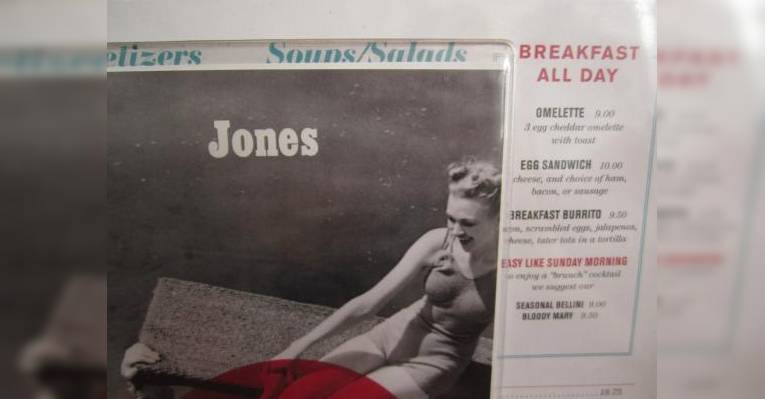 Soups/Salads
Jones
BREAKFAST
ALL DAY
OMELETTE 9.00
3 egg cheddar omelette
with toast
EGG SANDWICH 10.00
cheese, and choice of ham,
bacon, or sausage
BREAKFAST BURRITO 9.50
scrambled eggs, jalapenos,
cheese, tater tots in a tortilla
EASY LIKE SUNDAY MORNING
enjoy a "brunch" cocktail
we suggest our
SEASONAL BELLINI 9.00
BLOODY MARY 9.50